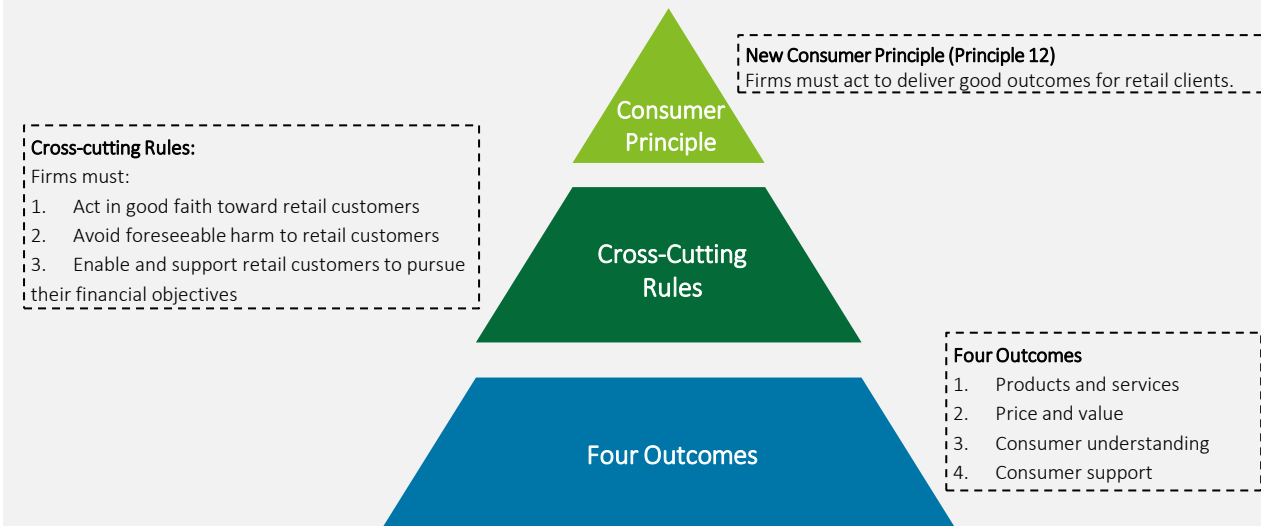 New Consumer Principle (Principle 12)
Firms must act to deliver good outcomes for retail clients.
Consumer
Principle
Cross-cutting Rules:
Firms must:
1. Act in good faith toward retail customers
2. Avoid foreseeable harm to retail customers
3. Enable and support retail customers to pursue
their financial objectives
Cross-Cutting
Rules
Four Outcomes
1. Products and services
2. Price and value
3. Consumer understanding
4. Consumer support
Four Outcomes